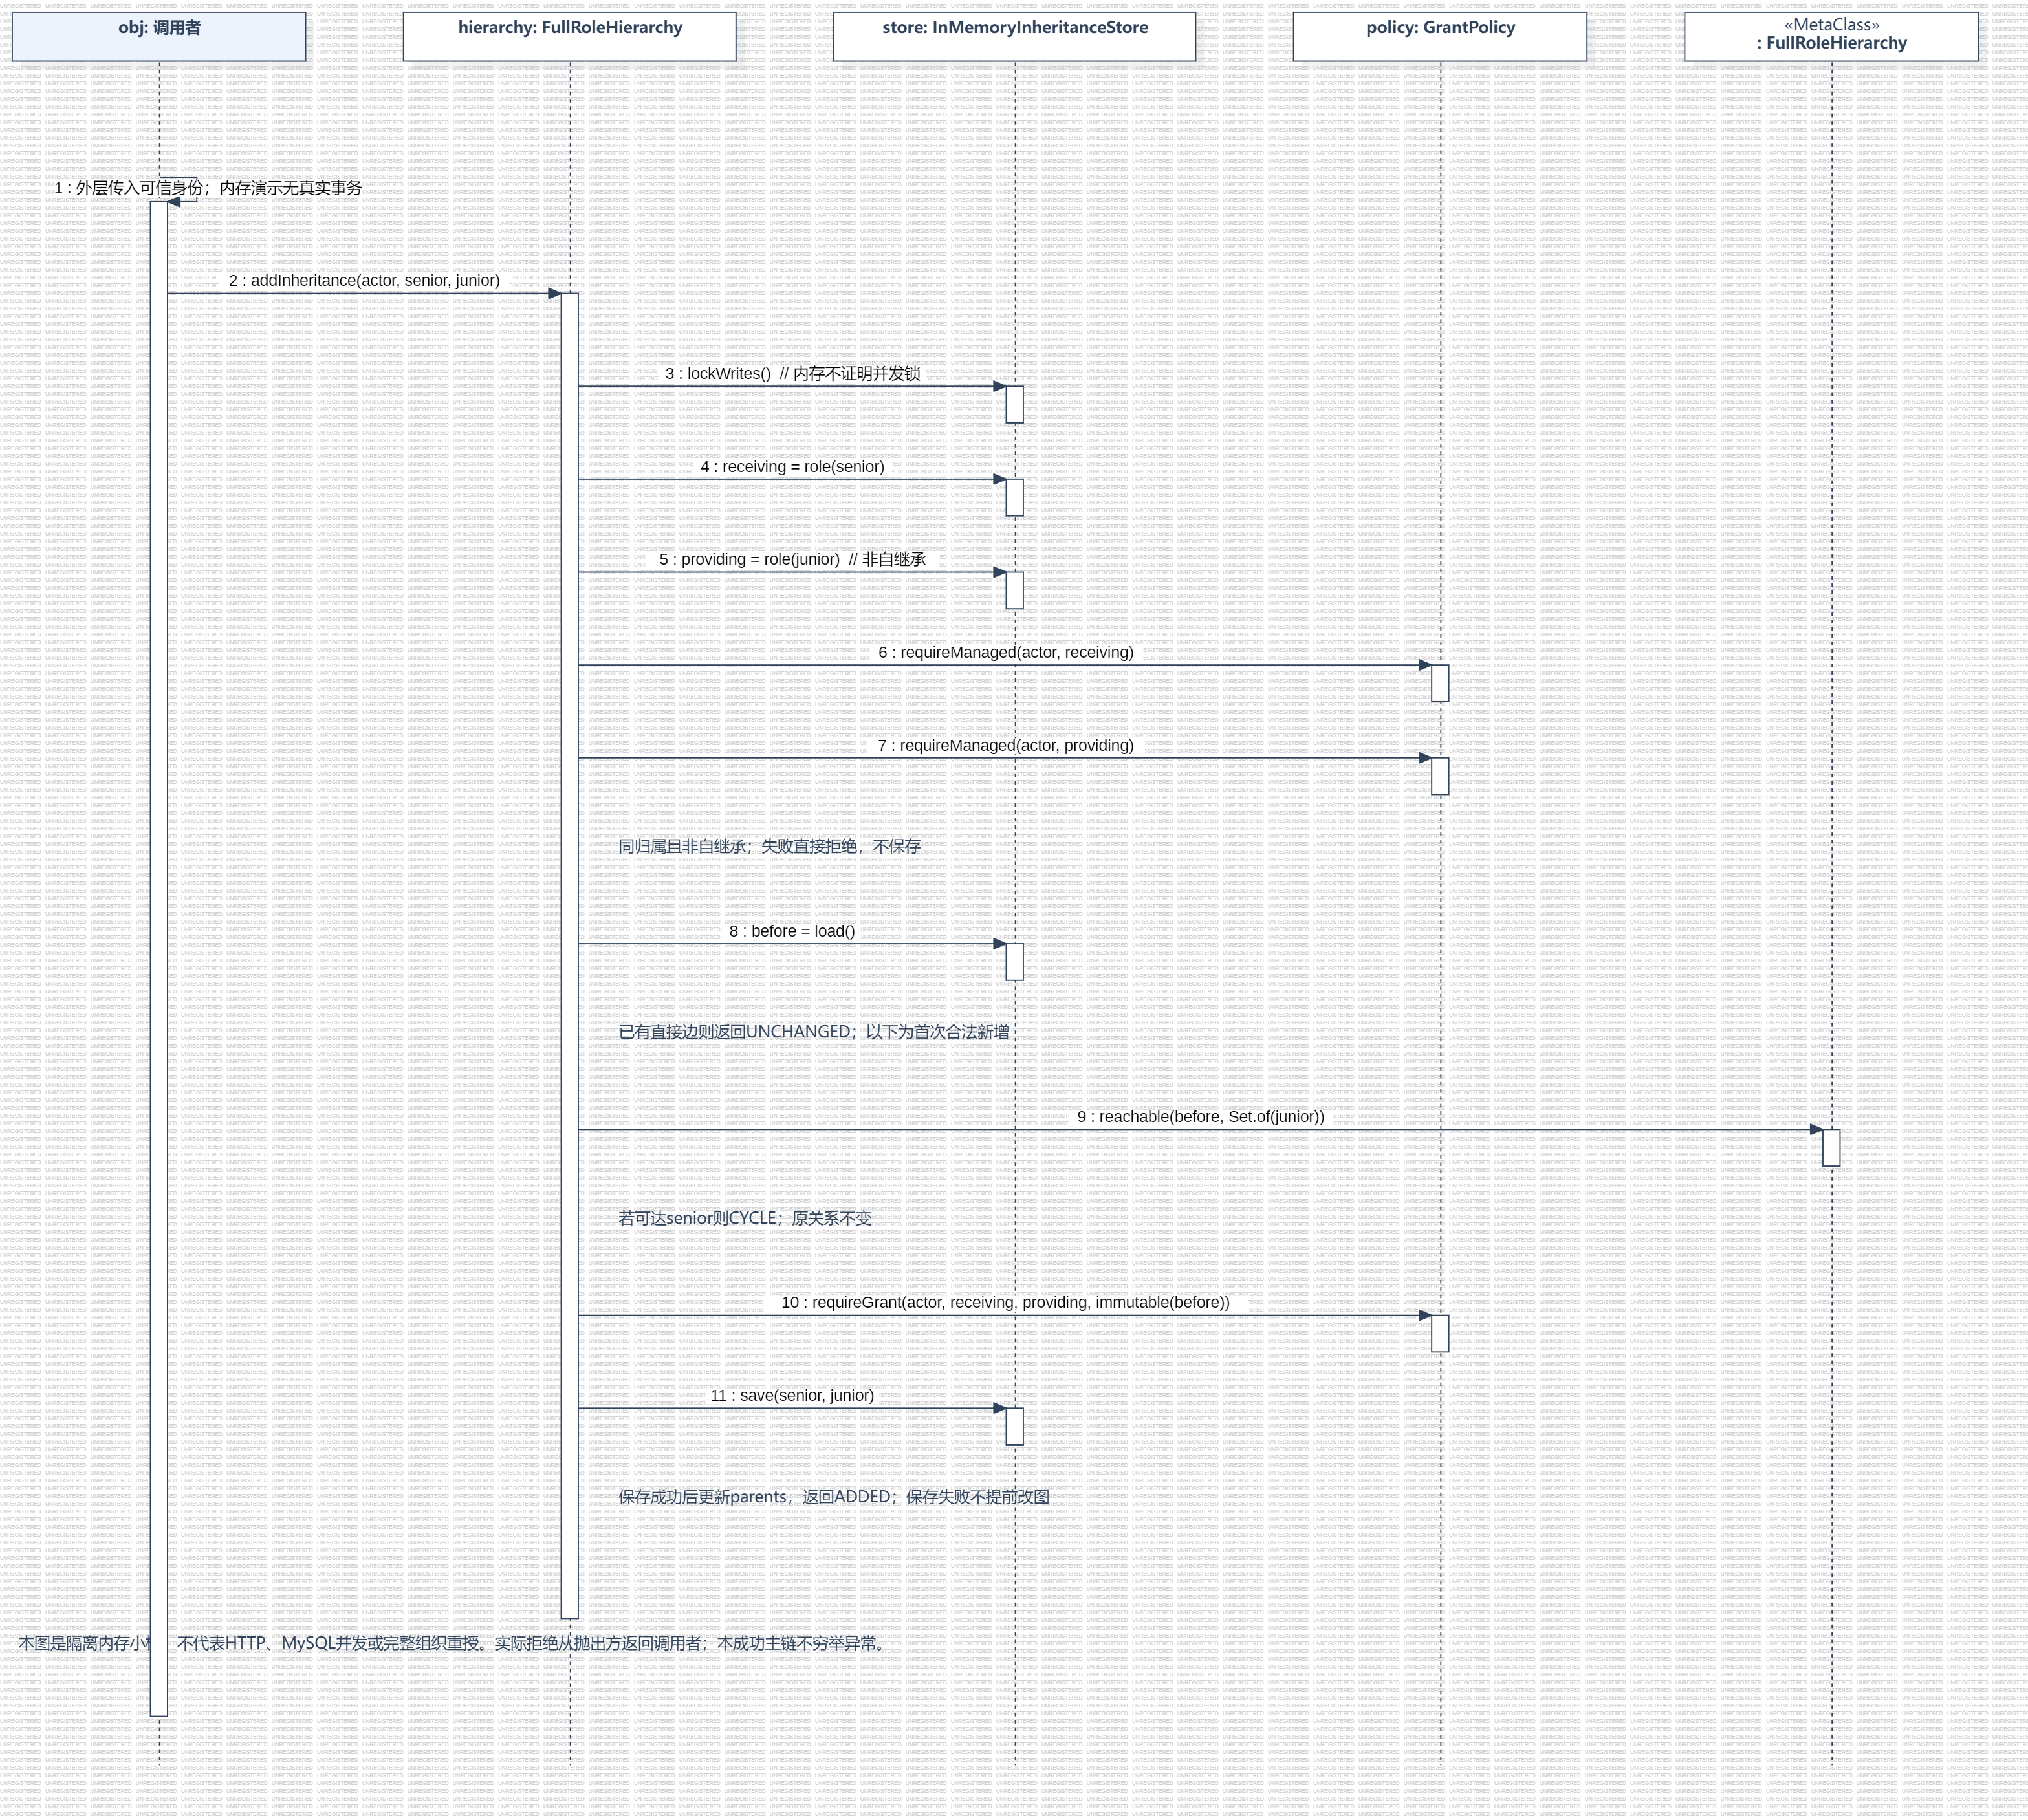 obj: 调用者
hierarchy: FullRoleHierarchy
store: InMemoryInheritanceStore
policy: GrantPolicy
«MetaClass»
: FullRoleHierarchy
1 : 外层传入可信身份；内存演示无真实事务
2 : addInheritance(actor, senior, junior)
3 : lockWrites()  // 内存不证明并发锁
4 : receiving = role(senior)
5 : providing = role(junior)  // 非自继承
6 : requireManaged(actor, receiving)
7 : requireManaged(actor, providing)
同归属且非自继承；失败直接拒绝，不保存
8 : before = load()
已有直接边则返回UNCHANGED；以下为首次合法新增
9 : reachable(before, Set.of(junior))
若可达senior则CYCLE；原关系不变
10 : requireGrant(actor, receiving, providing, immutable(before))
11 : save(senior, junior)
保存成功后更新parents，返回ADDED；保存失败不提前改图
本图是隔离内存小 不代表HTTP、MySQL并发或完整组织重授。实际拒绝从抛出方返回调用者；本成功主链不穷举异常。